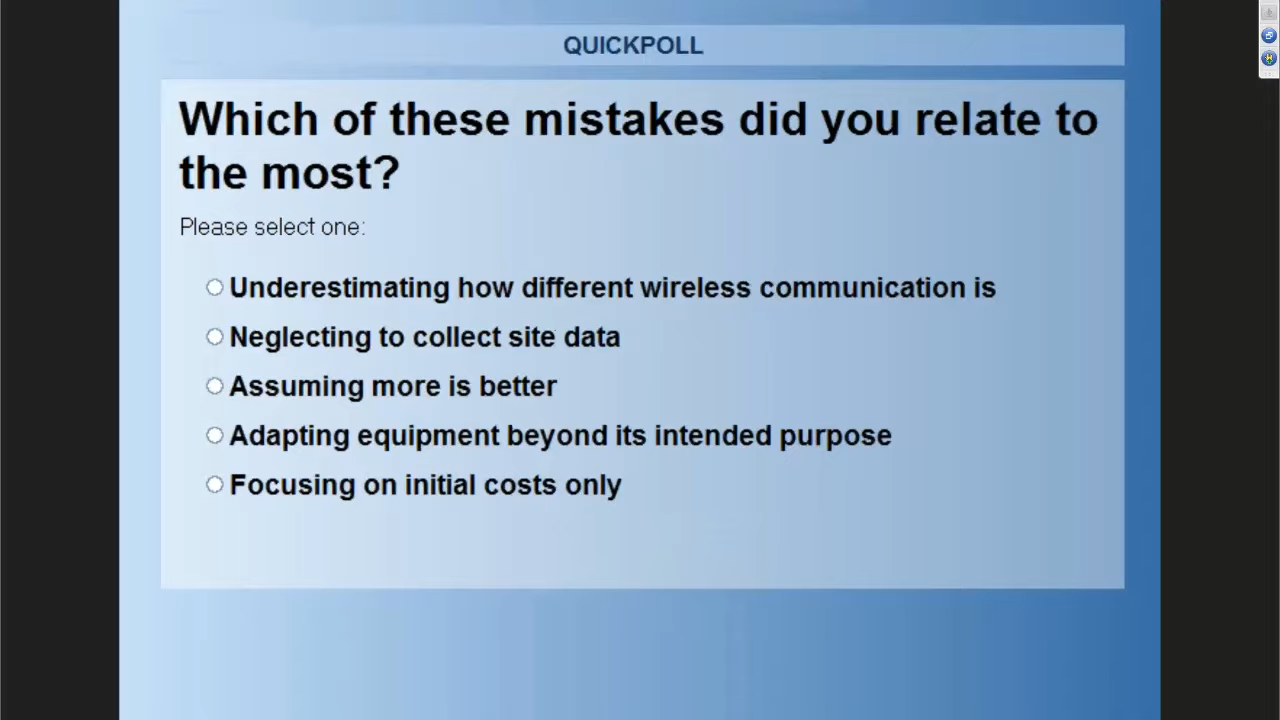 QUICKPOLL
Which of these mistakes did you relate to
the most?
Please select one:
Underestimating how different wireless communication is
Neglecting to collect site data
Assuming more is better
Adapting equipment beyond its intended purpose
Focusing on initial costs only